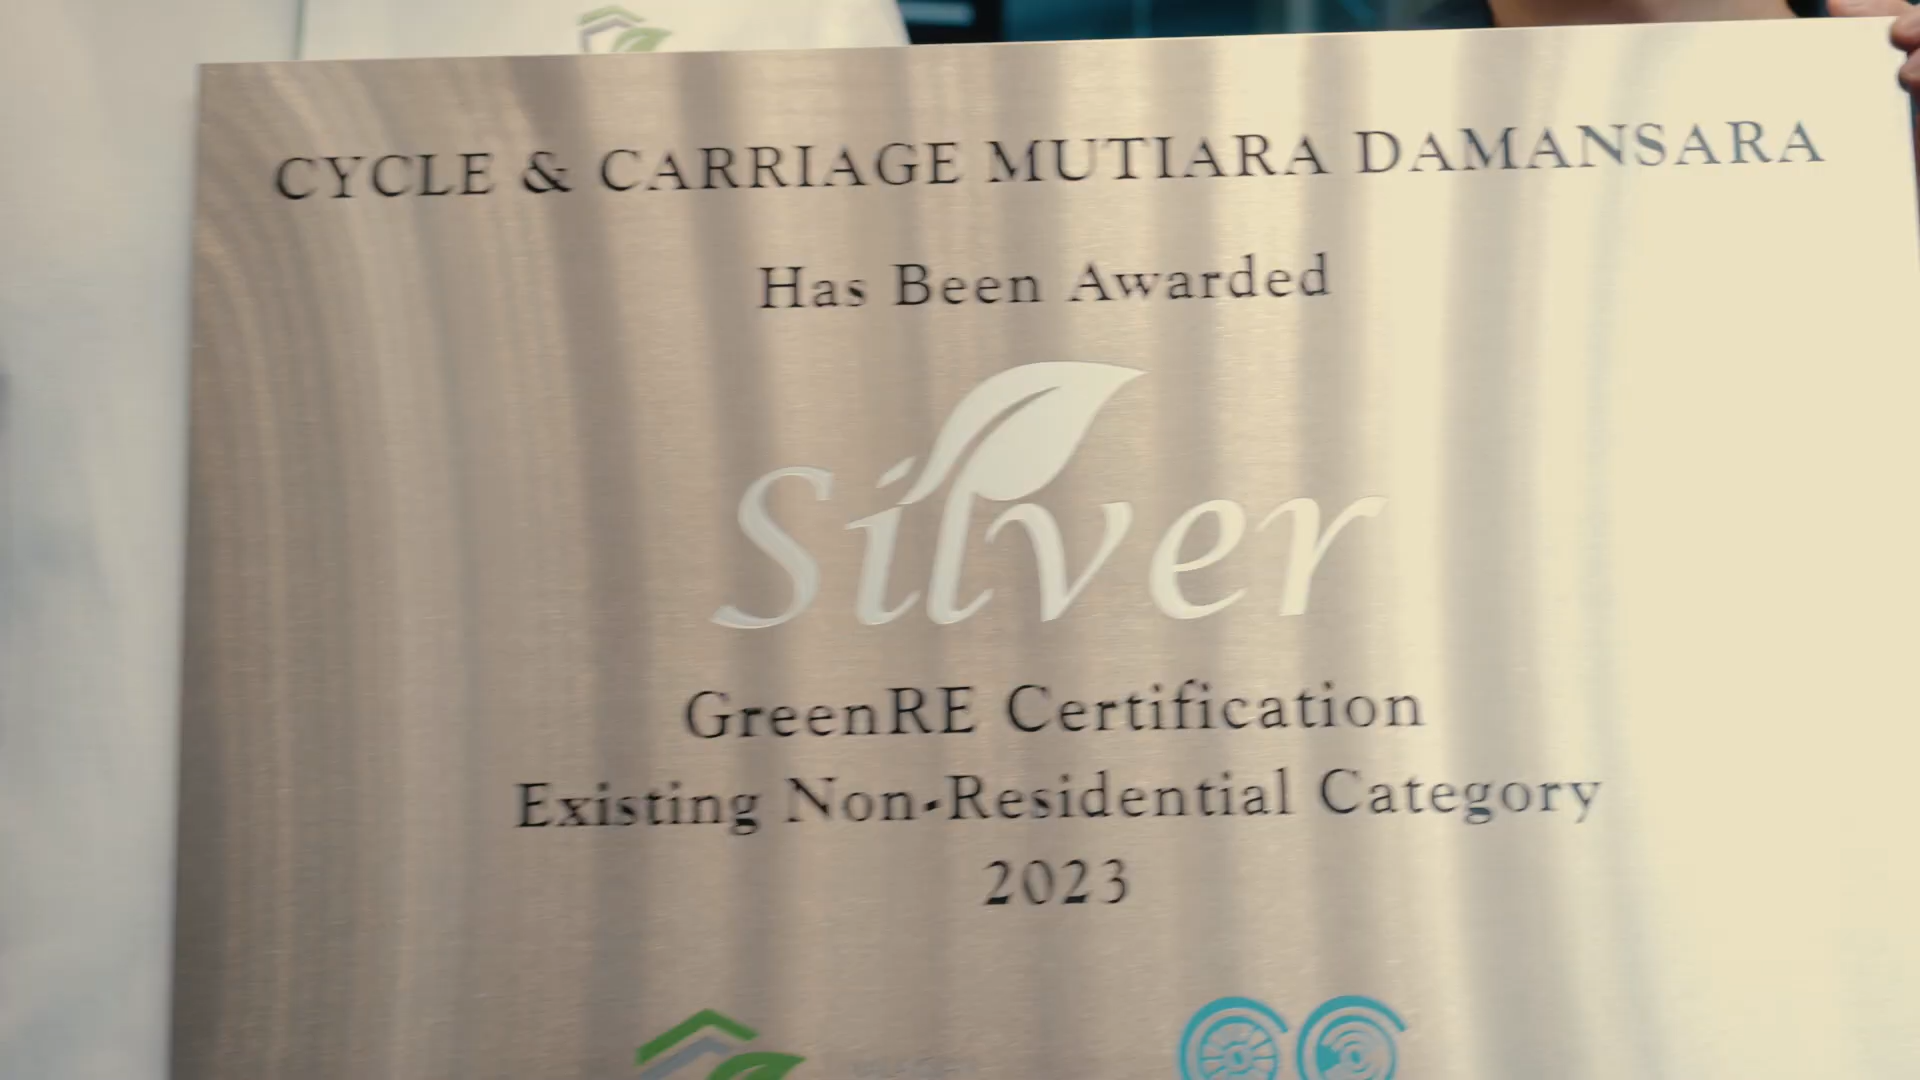 CYCLE & CARRIAGE MUTIARA DAMANSARA
Has Been Awarded
Silver
GreenRE Certification
Existing Non-Residential Category
2023